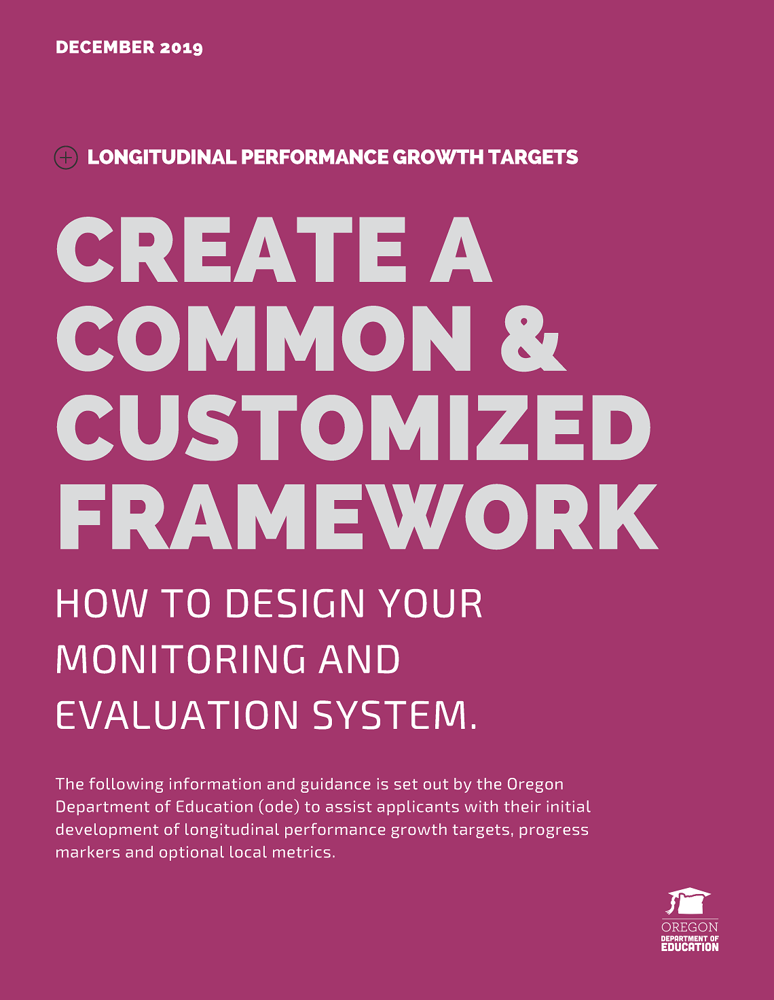 DECEMBER 2019
LONGITUDINAL PERFORMANCE GROWTH TARGETS
CREATE A
COMMON &
CUSTOMIZED
FRAMEWORK
HOW TO DESIGN YOUR
MONITORING AND
EVALUATION SYSTEM.
The following information and guidance is set out by the Oregon
Department of Education (ode) to assist applicants with their initial
development of longitudinal performance growth targets, progress
markers and optional local metrics.
OREGON
DEPARTMENT OF
EDUCATION